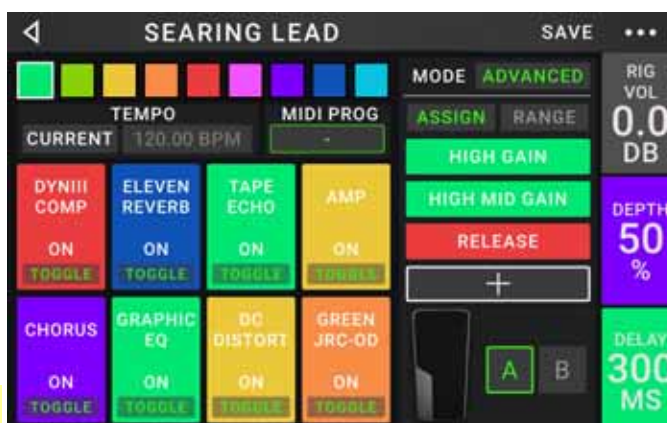 SEARING LEAD
SAVE
MODE ADVANCED
RIG
VOL
0.0
DB
TEMPO
MIDI PROG
CURRENT 120.00 BPM
-
ASSIGN RANGE
HIGH GAIN
HIGH MID GAIN
RELEASE
+
DYNIII
COMP
ON
TOGGLE
ELEVEN
REVERB
ON
TOGGLE
TAPE
ECHO
ON
TOGGLE
AMP
ON
TOGGLE
DEPTH
50
%
CHORUS
ON
TOGGLE
GRAPHIC
EQ
ON
TOGGLE
DC
DISTORT
ON
TOGGLE
GREEN
JRC-OD
ON
TOGGLE
A B
DELAY
300
MS